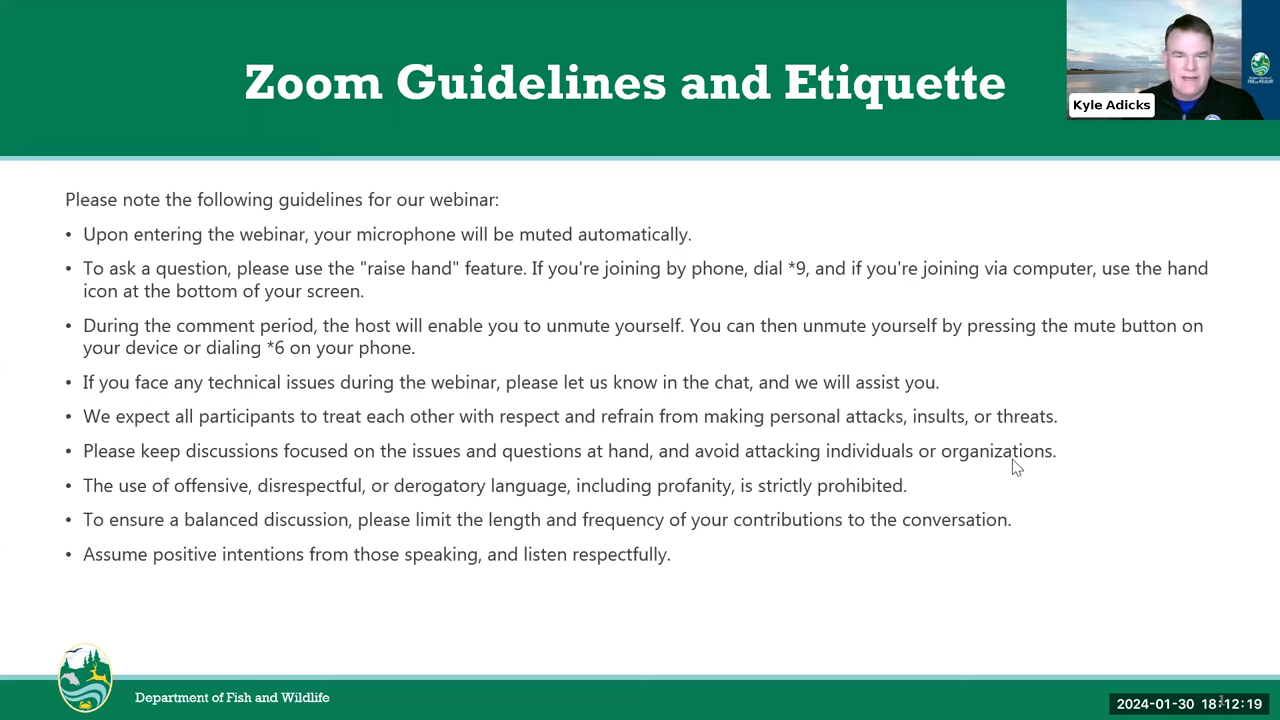 Zoom Guidelines and Etiquette
Kyle Adicks
Please note the following guidelines for our webinar:
• Upon entering the webinar, your microphone will be muted automatically.
• To ask a question, please use the "raise hand" feature. If you're joining by phone, dial *9, and if you're joining via computer, use the hand
icon at the bottom of your screen.
• During the comment period, the host will enable you to unmute yourself. You can then unmute yourself by pressing the mute button on
your device or dialing *6 on your phone.
• If you face any technical issues during the webinar, please let us know in the chat, and we will assist you.
• We expect all participants to treat each other with respect and refrain from making personal attacks, insults, or threats.
• Please keep discussions focused on the issues and questions at hand, and avoid attacking individuals or organizations.
• The use of offensive, disrespectful, or derogatory language, including profanity, is strictly prohibited.
• To ensure a balanced discussion, please limit the length and frequency of your contributions to the conversation.
• Assume positive intentions from those speaking, and listen respectfully.
Department of Fish and Wildlife
2024-01-30 18:12:19